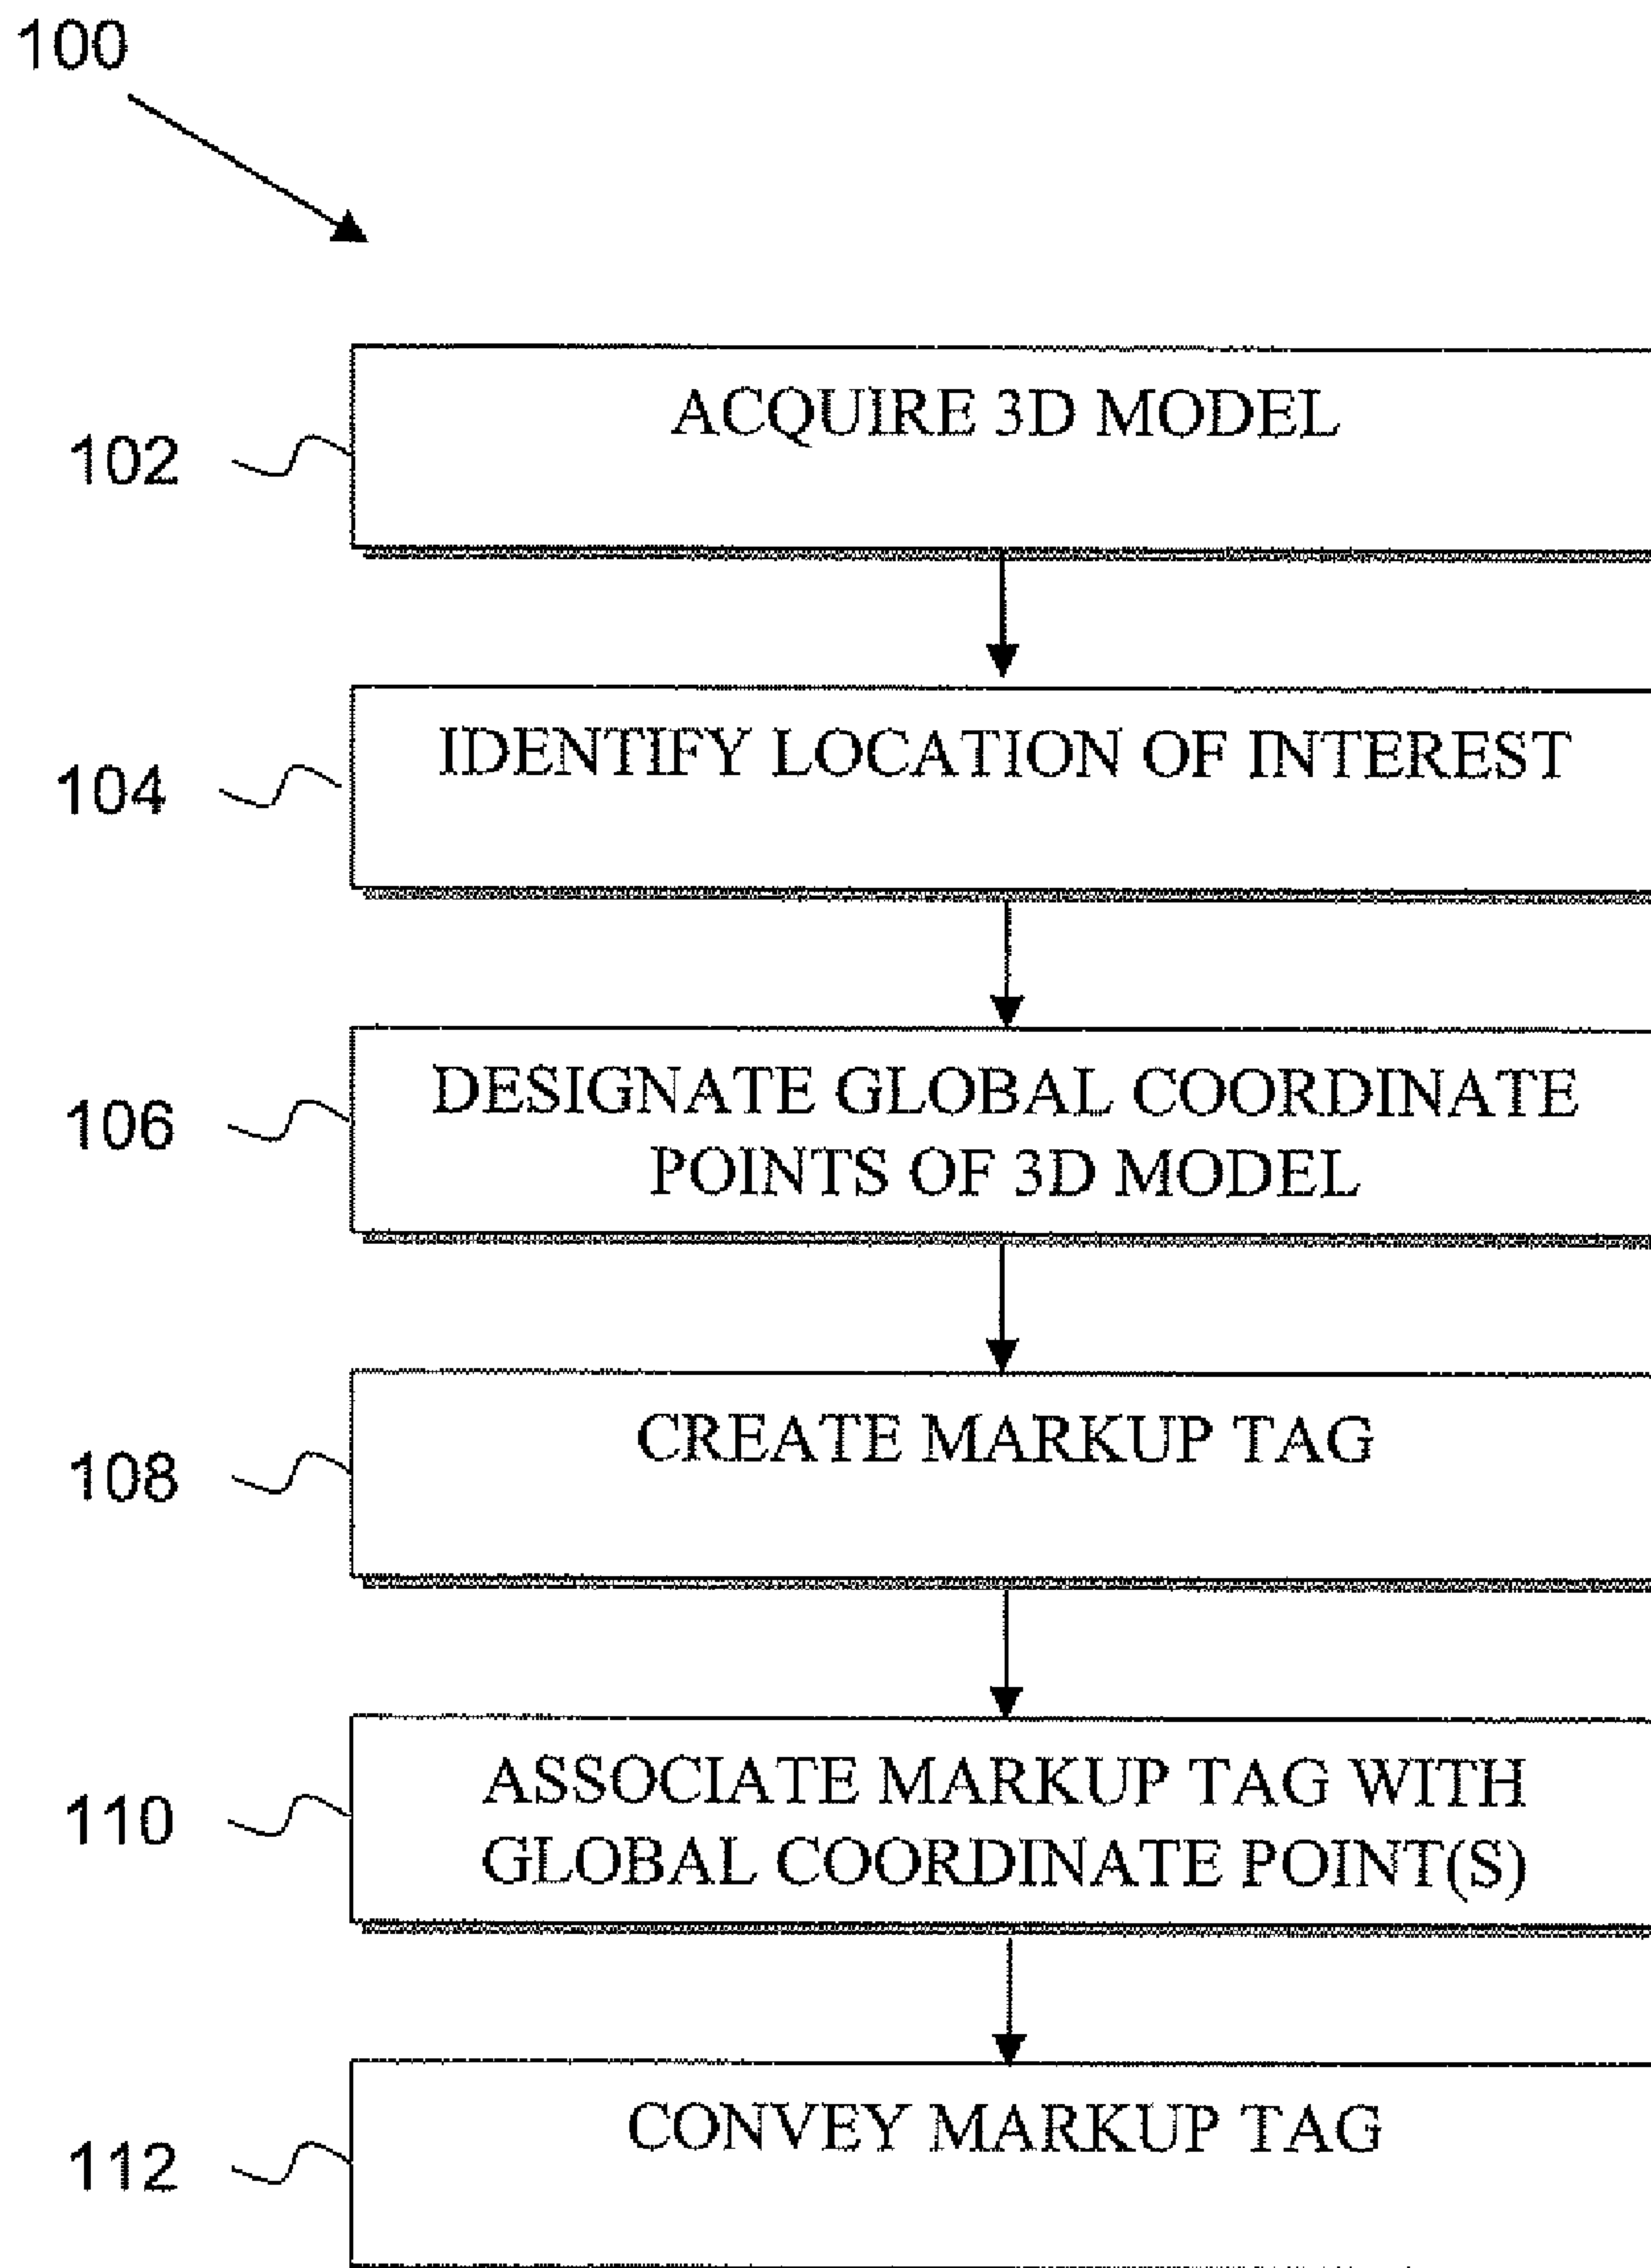 100
102
ACQUIRE 3D MODEL
104
IDENTIFY LOCATION OF INTEREST
106
DESIGNATE GLOBAL COORDINATE
POINTS OF 3D MODEL
108
CREATE MARKUP TAG
110
ASSOCIATE MARKUP TAG WITH
GLOBAL COORDINATE POINT(S)
112
CONVEY MARKUP TAG